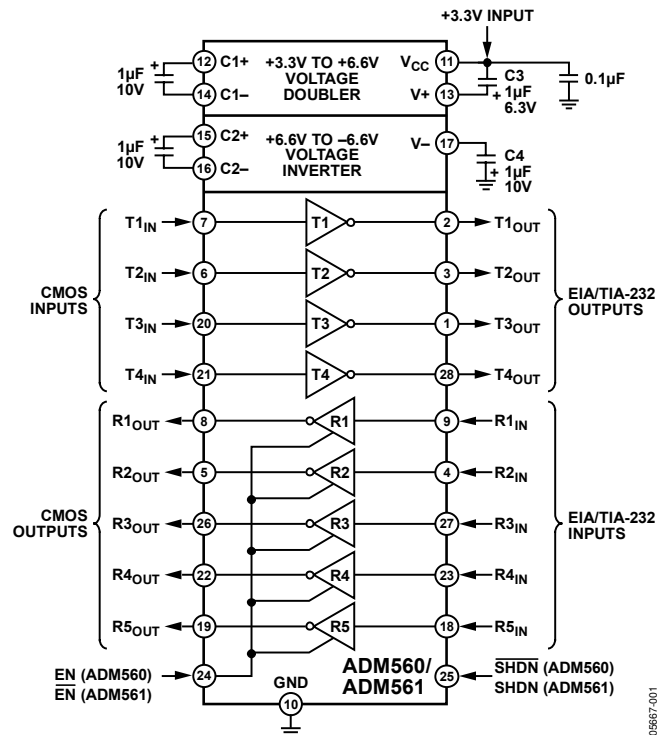 +3.3V INPUT
12 C1+ +3.3V TO +6.6V VCC 11
1µF + 10V
VOLTAGE DOUBLER
14 C1– V+ 13
C3 + 1µF 6.3V
0.1µF
15 C2+ +6.6V TO –6.6V V– 17
1µF + 10V
VOLTAGE INVERTER
16 C2–
C4 + 1µF 10V
T1IN 7 T1 2 T1OUT
T2IN 6 T2 3 T2OUT
CMOS INPUTS
EIA/TIA-232 OUTPUTS
T3IN 20 T3 1 T3OUT
T4IN 21 T4 28 T4OUT
R1OUT 8 R1 9 R1IN
R2OUT 5 R2 4 R2IN
CMOS OUTPUTS
R3OUT 26 R3 27 R3IN
EIA/TIA-232 INPUTS
R4OUT 22 R4 23 R4IN
R5OUT 19 R5 18 R5IN
EN (ADM560)
EN (ADM561)
24
GND
10
ADM560/
ADM561
25
SHDN (ADM560)
SHDN (ADM561)
05667-001